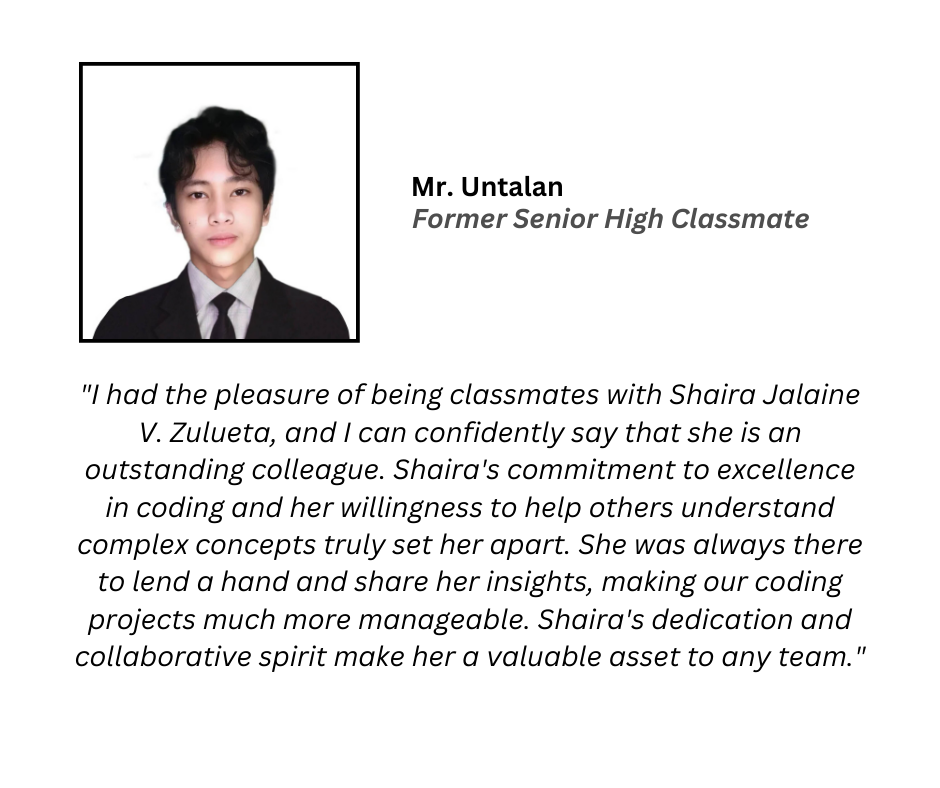 Mr. Untalan
Former Senior High Classmate
"I had the pleasure of being classmates with Shaira Jalaine
V. Zulueta, and I can confidently say that she is an
outstanding colleague. Shaira's commitment to excellence
in coding and her willingness to help others understand
complex concepts truly set her apart. She was always there
to lend a hand and share her insights, making our coding
projects much more manageable. Shaira's dedication and
collaborative spirit make her a valuable asset to any team."